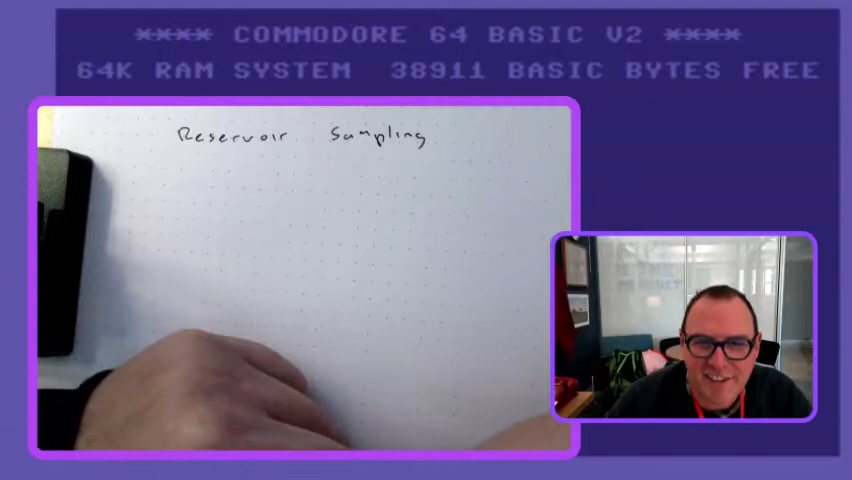 **** COMMODORE 64 BASIC V2 ****
64K RAM SYSTEM 38911 BASIC BYTES FREE
Reservoir Sampling